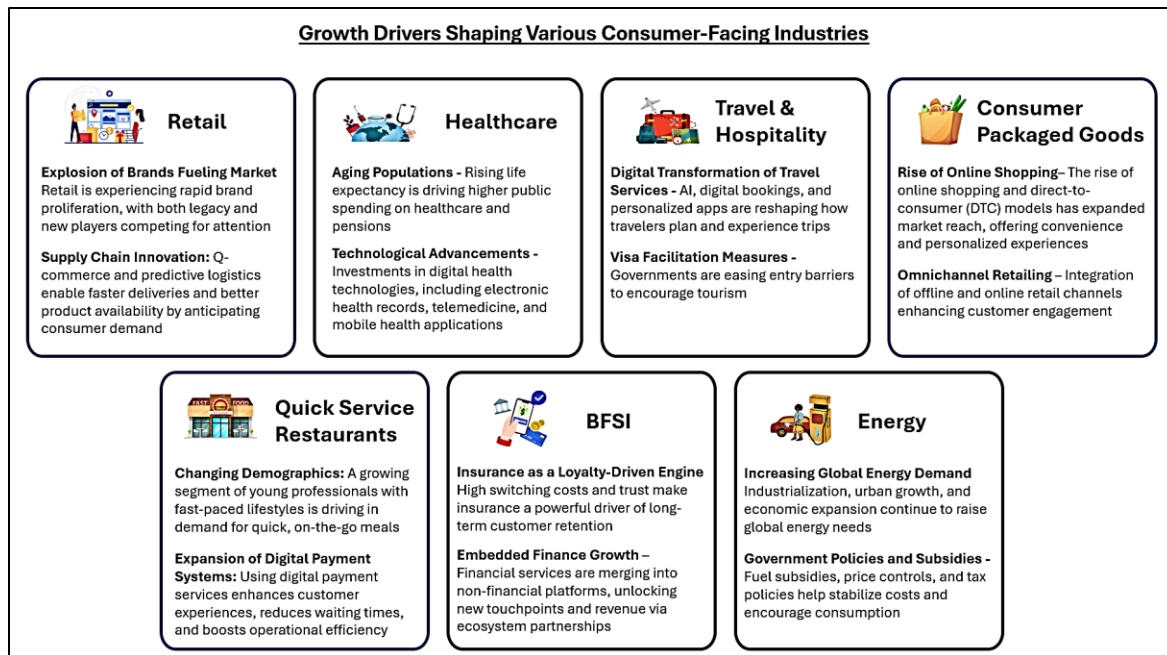 Growth Drivers Shaping Various Consumer-Facing Industries
Retail
Explosion of Brands Fueling Market
Retail is experiencing rapid brand
proliferation, with both legacy and
new players competing for attention
Supply Chain Innovation: Q-
commerce and predictive logistics
enable faster deliveries and better
product availability by anticipating
consumer demand
Healthcare
Aging Populations - Rising life
expectancy is driving higher public
spending on healthcare and
pensions
Technological Advancements -
Investments in digital health
technologies, including electronic
health records, telemedicine, and
mobile health applications
Travel &
Hospitality
Digital Transformation of Travel
Services - AI, digital bookings, and
personalized apps are reshaping how
travelers plan and experience trips
Visa Facilitation Measures -
Governments are easing entry barriers
to encourage tourism
Consumer
Packaged Goods
Rise of Online Shopping– The rise of
online shopping and direct-to-
consumer (DTC) models has expanded
market reach, offering convenience
and personalized experiences
Omnichannel Retailing – Integration
of offline and online retail channels
enhancing customer engagement
FAST FOOD
Quick Service
Restaurants
Changing Demographics: A growing
segment of young professionals with
fast-paced lifestyles is driving in
demand for quick, on-the-go meals
Expansion of Digital Payment
Systems: Using digital payment
services enhances customer
experiences, reduces waiting times,
and boosts operational efficiency
BFSI
Insurance as a Loyalty-Driven Engine
High switching costs and trust make
insurance a powerful driver of long-
term customer retention
Embedded Finance Growth –
Financial services are merging into
non-financial platforms, unlocking
new touchpoints and revenue via
ecosystem partnerships
Energy
Increasing Global Energy Demand
Industrialization, urban growth, and
economic expansion continue to raise
global energy needs
Government Policies and Subsidies -
Fuel subsidies, price controls, and tax
policies help stabilize costs and
encourage consumption